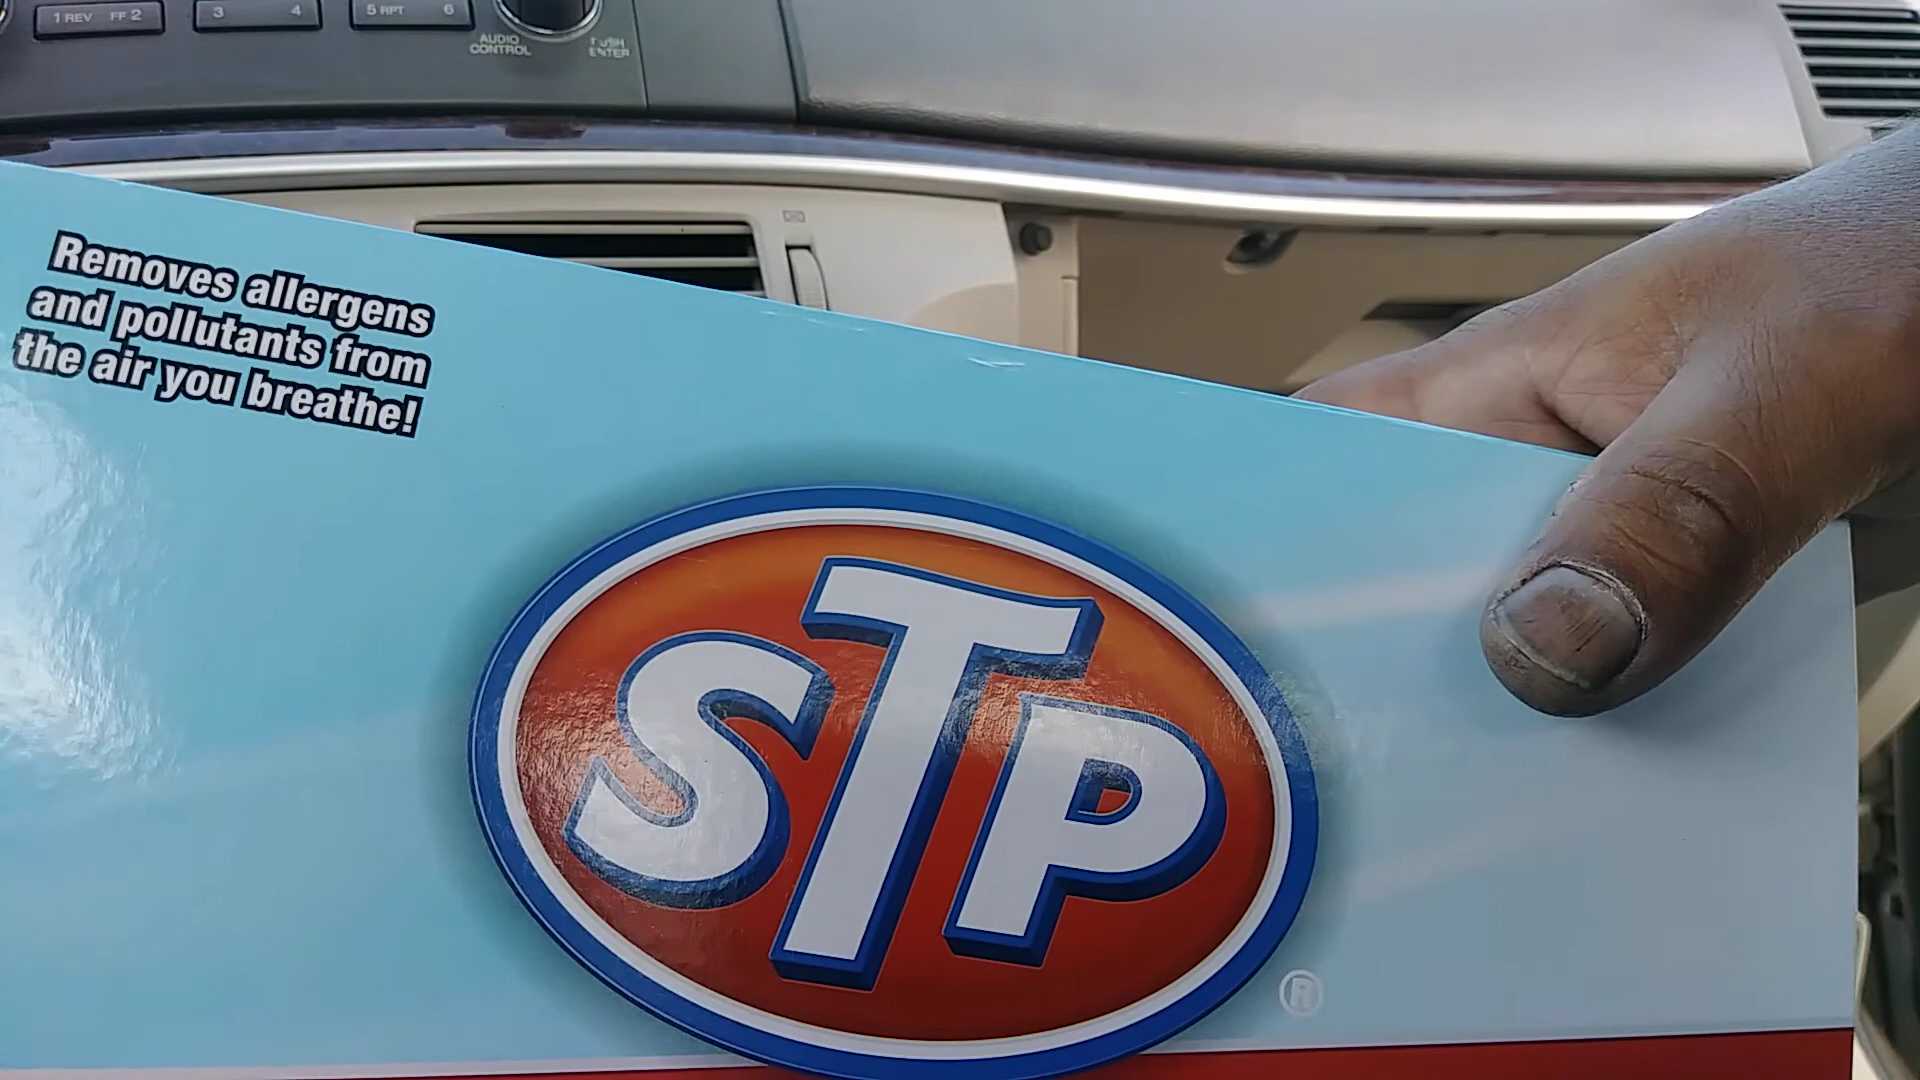 1 REV FF 2
3 4
5 RPT 6
AUDIO
CONTROL
PUSH
ENTER
Removes allergens
and pollutants from
the air you breathe!
STP
®